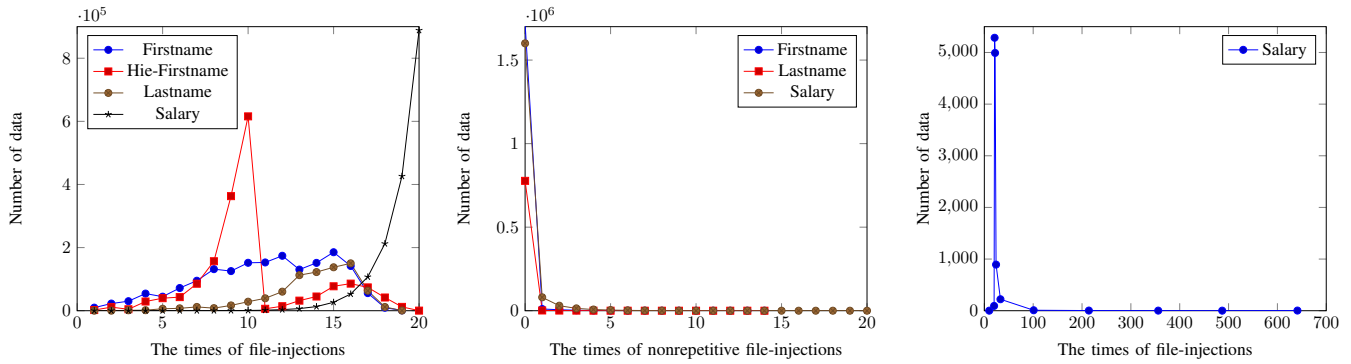 ·10^5
Number of data
8
6
4
2
0
0 5 10 15 20
The times of file-injections
Firstname
Hie-Firstname
Lastname
Salary
·10^6
Number of data
1.5
1
0.5
0
0 5 10 15 20
The times of nonrepetitive file-injections
Firstname
Lastname
Salary
Number of data
5,000
4,000
3,000
2,000
1,000
0
0 100 200 300 400 500 600 700
The times of file-injections
Salary